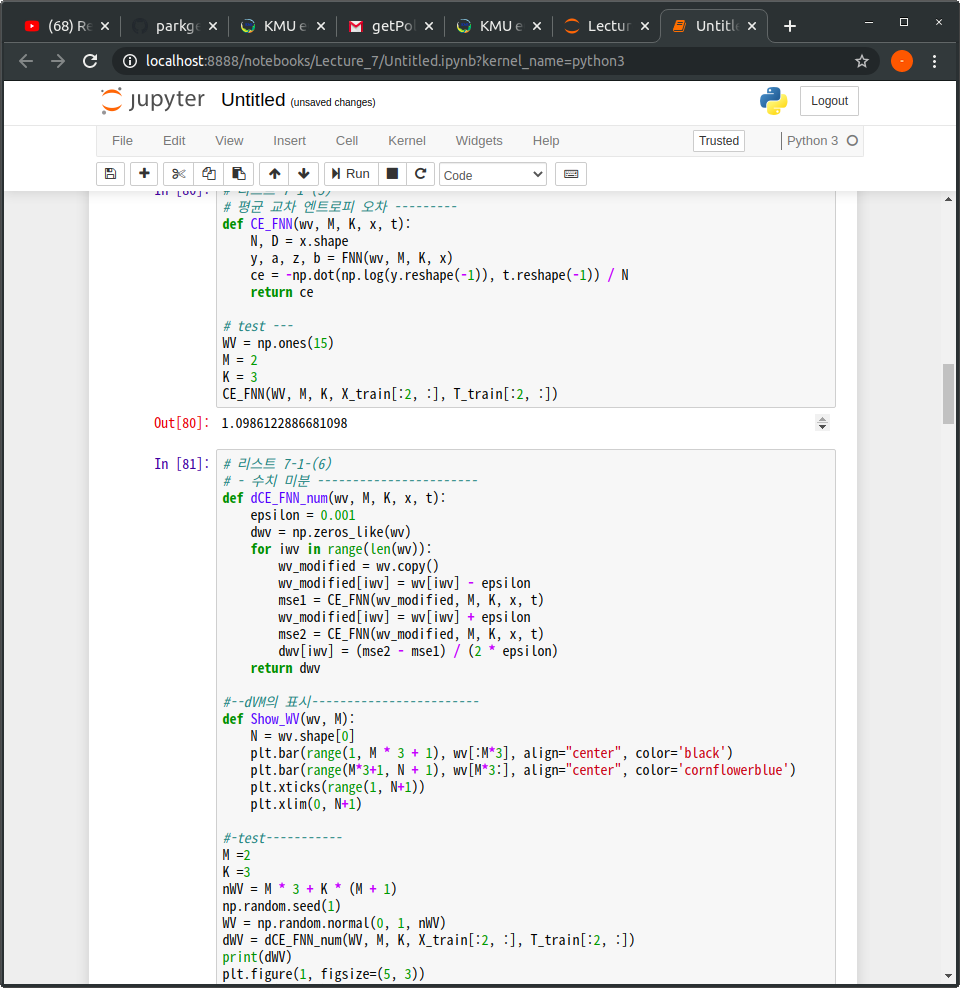 (68) Re
parkge
KMU e
getPol
KMU e
Lectur
Untitle
localhost:8888/notebooks/Lecture_7/Untitled.ipynb?kernel_name=python3
jupyter Untitled (unsaved changes)
Logout
File Edit View Insert Cell Kernel Widgets Help
Trusted
Python 3
Run
Code
In [80]: # 리스트 7-1-(5)
# 평균 교차 엔트로피 오차 ---------
def CE_FNN(wv, M, K, x, t):
    N, D = x.shape
    y, a, z, b = FNN(wv, M, K, x)
    ce = -np.dot(np.log(y.reshape(-1)), t.reshape(-1)) / N
    return ce
# test ---
WV = np.ones(15)
M = 2
K = 3
CE_FNN(WV, M, K, X_train[:2, :], T_train[:2, :])
Out[80]: 1.0986122886681098
In [81]: # 리스트 7-1-(6)
# - 수치 미분 -----------------------
def dCE_FNN_num(wv, M, K, x, t):
    epsilon = 0.001
    dwv = np.zeros_like(wv)
    for iwv in range(len(wv)):
        wv_modified = wv.copy()
        wv_modified[iwv] = wv[iwv] - epsilon
        mse1 = CE_FNN(wv_modified, M, K, x, t)
        wv_modified[iwv] = wv[iwv] + epsilon
        mse2 = CE_FNN(wv_modified, M, K, x, t)
        dwv[iwv] = (mse2 - mse1) / (2 * epsilon)
    return dwv
#--dVM의 표시------------------------
def Show_WV(wv, M):
    N = wv.shape[0]
    plt.bar(range(1, M * 3 + 1), wv[:M*3], align="center", color='black')
    plt.bar(range(M*3+1, N + 1), wv[M*3:], align="center", color='cornflowerblue')
    plt.xticks(range(1, N+1))
    plt.xlim(0, N+1)
#-test-----------
M =2
K =3
nWV = M * 3 + K * (M + 1)
np.random.seed(1)
WV = np.random.normal(0, 1, nWV)
dWV = dCE_FNN_num(WV, M, K, X_train[:2, :], T_train[:2, :])
print(dWV)
plt.figure(1, figsize=(5, 3))